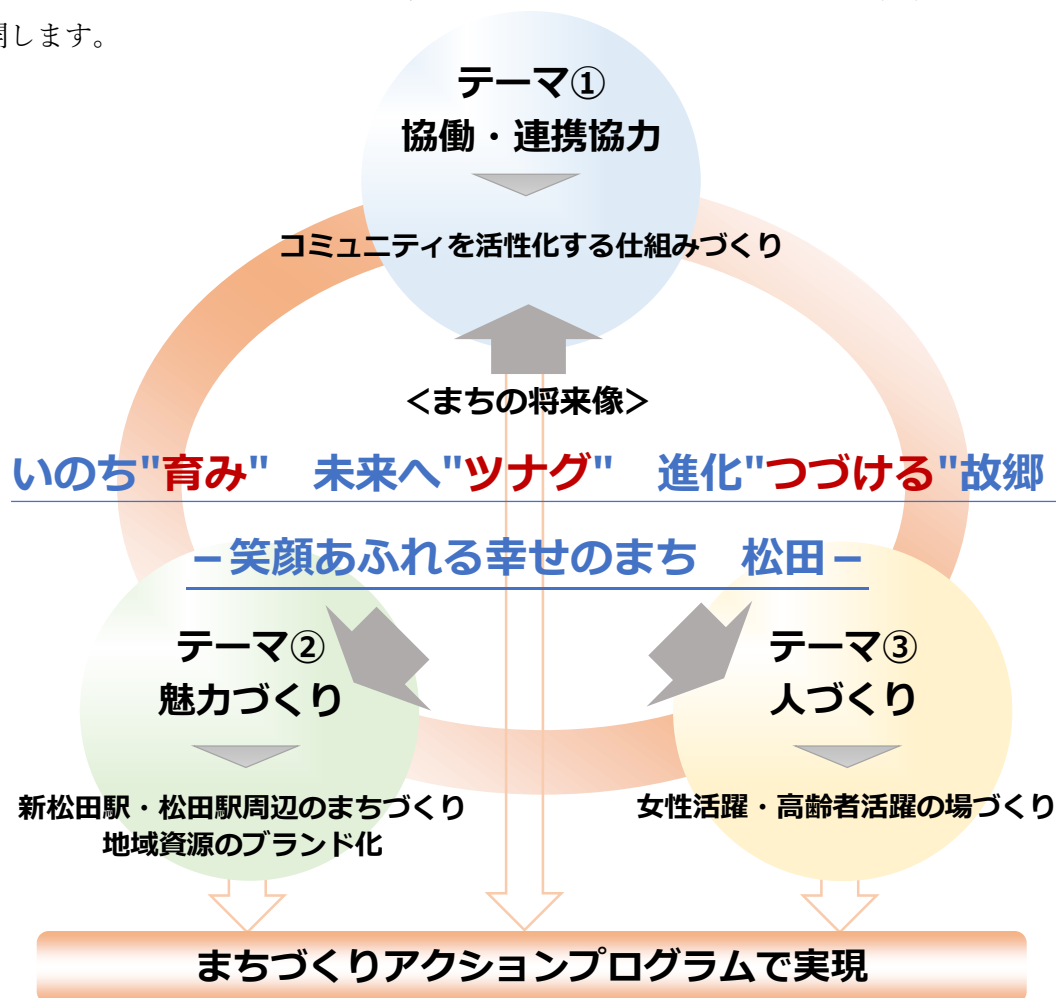 開します。
テーマ①
協働・連携協力
コミュニティを活性化する仕組みづくり
＜まちの将来像＞
いのち"育み"　未来へ"ツナグ"　進化"つづける"故郷
－笑顔あふれる幸せのまち　松田－
テーマ②
魅力づくり
新松田駅・松田駅周辺のまちづくり
地域資源のブランド化
テーマ③
人づくり
女性活躍・高齢者活躍の場づくり
まちづくりアクションプログラムで実現